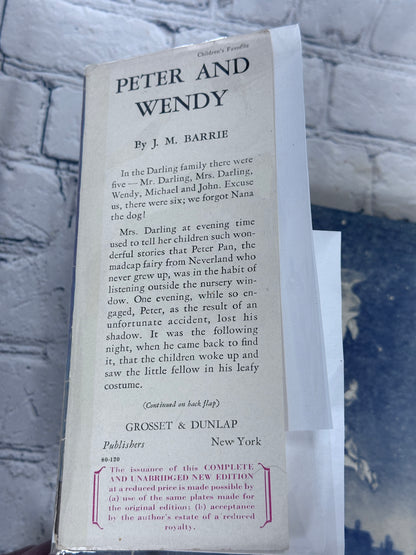 Children's Favorite
PETER AND
WENDY
By J. M. BARRIE
In the Darling family there were
five — Mr. Darling, Mrs. Darling,
Wendy, Michael and John. Excuse
us, there were six; we forgot Nana
the dog!
Mrs. Darling at evening time
used to tell her children such won-
derful stories that Peter Pan, the
madcap fairy from Neverland who
never grew up, was in the habit of
listening outside the nursery win-
dow. One evening, while so en-
gaged, Peter, as the result of an
unfortunate accident, lost his
shadow. It was the following
night, when he came back to find
it, that the children woke up and
saw the little fellow in his leafy
costume.
(Continued on back flap)
GROSSET & DUNLAP
Publishers New York
80-120
The issuance of this COMPLETE
AND UNABRIDGED NEW EDITION
at a reduced price is made possible by
(a) use of the same plates made for
the original edition; (b) acceptance
by the author's estate of a reduced
royalty.